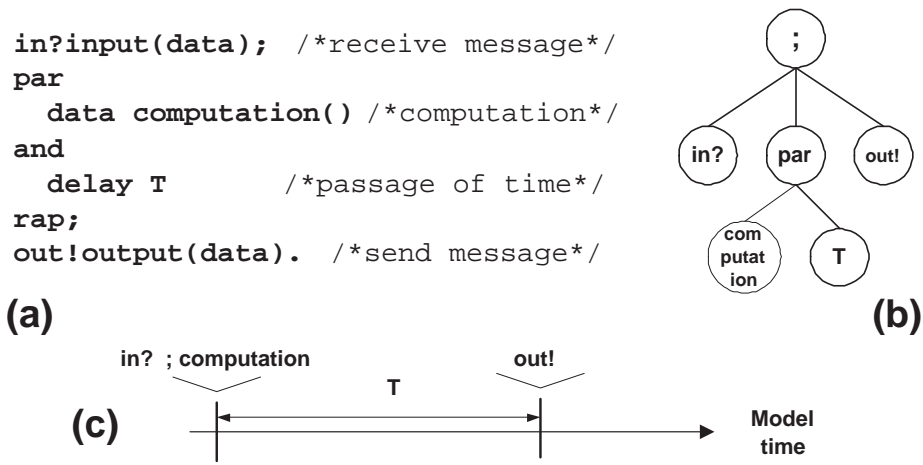 in?input(data); /*receive message*/
par
data computation() /*computation*/
and
delay T /*passage of time*/
rap;
out!output(data). /*send message*/
(a)
;
in?
par
out!
com
putat
ion
T
(b)
in? ; computation
out!
T
(c)
Model
time